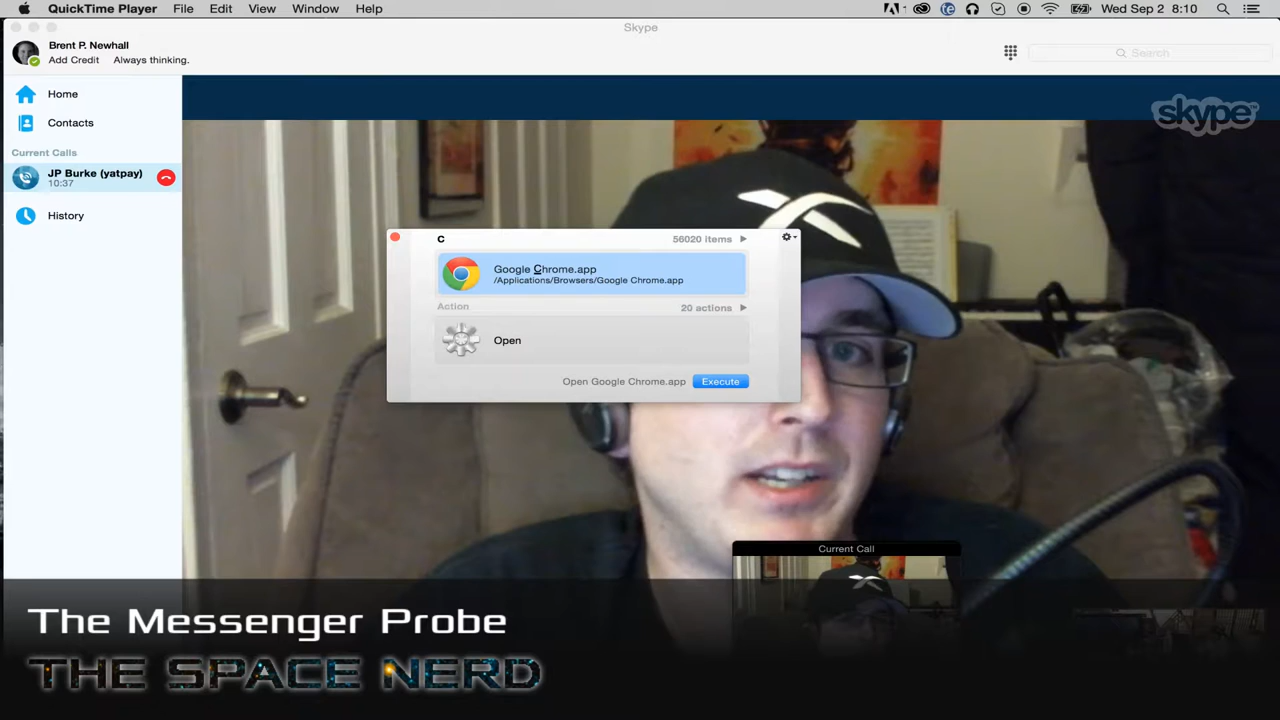 QuickTime Player File Edit View Window Help Wed Sep 2 8:10
Skype
Brent P. Newhall
Add Credit Always thinking.
Search
Home
Contacts
Current Calls
JP Burke (yatpay)
10:37
History
skype™
C 56020 items
Google Chrome.app
/Applications/Browsers/Google Chrome.app
Action 20 actions
Open
Open Google Chrome.app Execute
Current Call
The Messenger Probe
THE SPACE NERD